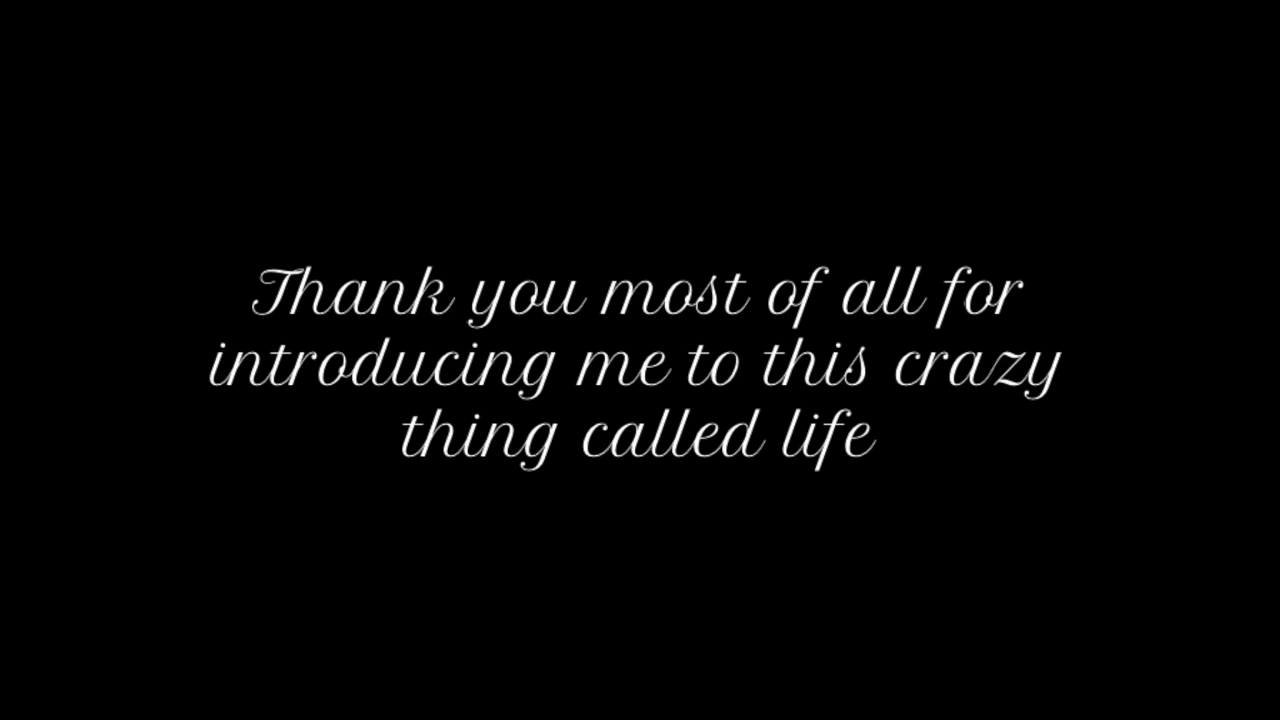 Thank you most of all for
introducing me to this crazy
thing called life